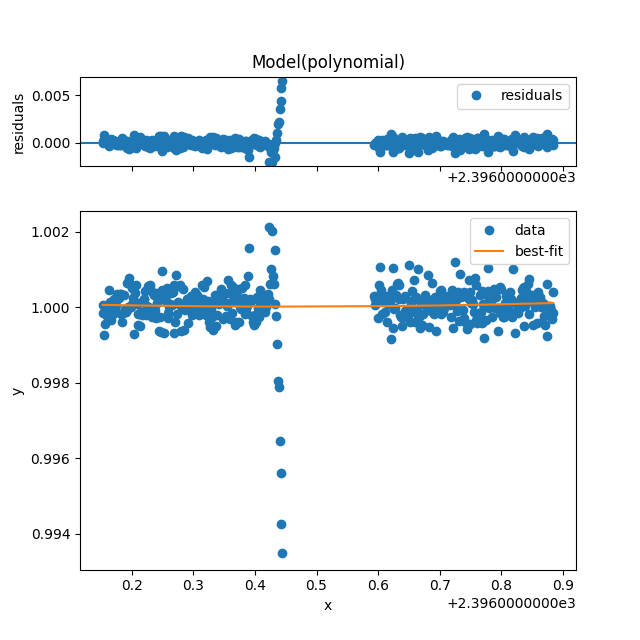 Model(polynomial)
residuals
0.005
0.000
residuals
+2.3960000000e3
data
best-fit
1.002
1.000
0.998
0.996
0.994
y
0.2 0.3 0.4 0.5 0.6 0.7 0.8 0.9
x
+2.3960000000e3